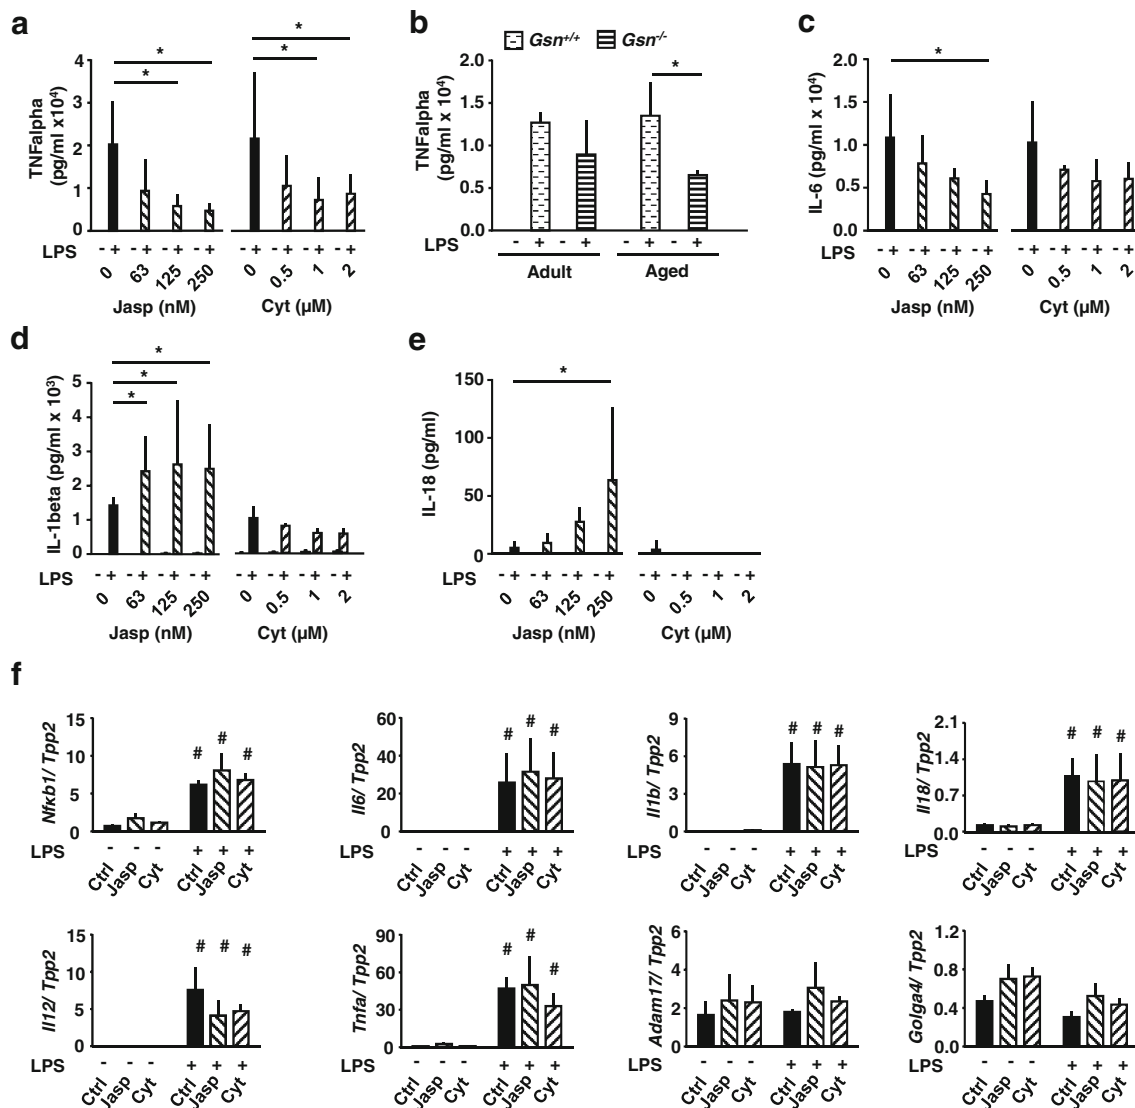 a
TNFalpha
(pg/ml x10⁴)
4
3
2
1
0
*
*
*
*
LPS
- + - + - + - +
- + - + - + - +
0 63 125 250
0 0.5 1 2
Jasp (nM)
Cyt (µM)
b
Gsn+/+ Gsn-/-
TNFalpha
(pg/ml x 10⁴)
2.0
1.5
1.0
0.5
0
*
LPS
- + - + - + - +
Adult
Aged
c
IL-6 (pg/ml x 10⁴)
2.0
1.5
1.0
0.5
0
*
LPS
- + - + - + - +
- + - + - + - +
0 63 125 250
0 0.5 1 2
Jasp (nM)
Cyt (µM)
d
IL-1beta (pg/ml x 10³)
5
4
3
2
1
0
*
*
*
LPS
- + - + - + - +
- + - + - + - +
0 63 125 250
0 0.5 1 2
Jasp (nM)
Cyt (µM)
e
IL-18 (pg/ml)
150
100
50
0
*
LPS
- + - + - + - +
- + - + - + - +
0 63 125 250
0 0.5 1 2
Jasp (nM)
Cyt (µM)
f
Nfκb1/ Tpp2
15
10
5
0
# # #
LPS - - - + + +
Ctrl Jasp Cyt Ctrl Jasp Cyt
Il6/ Tpp2
60
40
20
0
# # #
- - - + + +
Ctrl Jasp Cyt Ctrl Jasp Cyt
Il1b/ Tpp2
9
6
3
0
# # #
LPS - - - + + +
Ctrl Jasp Cyt Ctrl Jasp Cyt
Il18/ Tpp2
2.1
1.4
0.7
0.0
# # #
LPS - - - + + +
Ctrl Jasp Cyt Ctrl Jasp Cyt
Il12/ Tpp2
15
10
5
0
# # #
LPS - - - + + +
Ctrl Jasp Cyt Ctrl Jasp Cyt
Tnfa/ Tpp2
90
60
30
0
# # #
LPS - - - + + +
Ctrl Jasp Cyt Ctrl Jasp Cyt
Adam17/ Tpp2
6
4
2
0
LPS - - - + + +
Ctrl Jasp Cyt Ctrl Jasp Cyt
Golga4/ Tpp2
1.2
0.8
0.4
0.0
LPS - - - + + +
Ctrl Jasp Cyt Ctrl Jasp Cyt